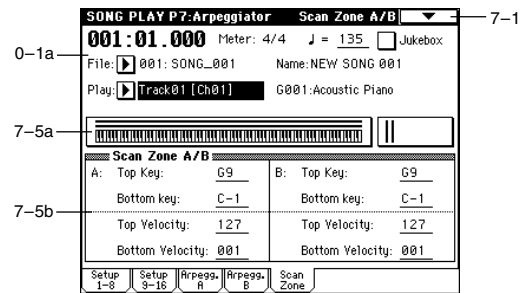 SONG PLAY P7:Arpeggiator Scan Zone A/B
7–1
001:01.000 Meter: 4/4 ♩ = 135 Jukebox
0–1a
File: 001: SONG_001 Name: NEW SONG 001
Play: Track01 [Ch01] G001: Acoustic Piano
7–5a
Scan Zone A/B
A: Top Key: G9 B: Top Key: G9
Bottom key: C-1 Bottom key: C-1
7–5b
Top Velocity: 127 Top Velocity: 127
Bottom Velocity: 001 Bottom Velocity: 001
Setup 1-8 Setup 9-16 Arpegg. A Arpegg. B Scan Zone